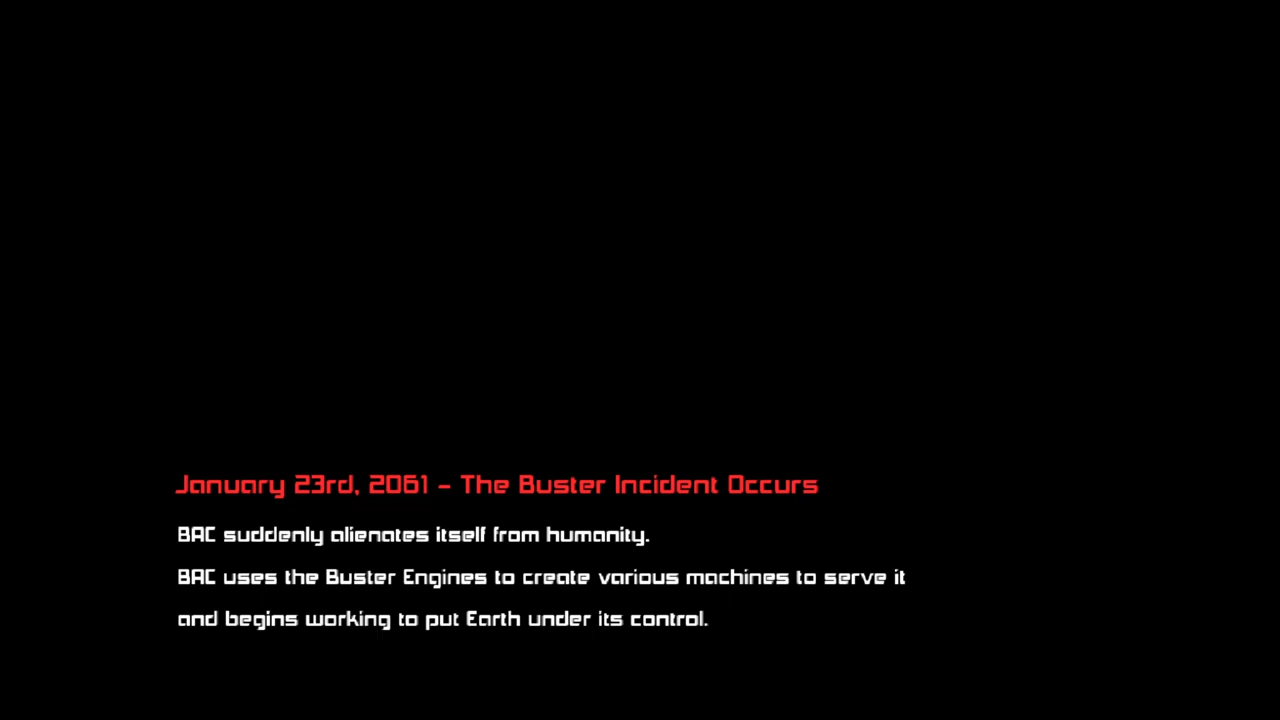 January 23rd, 2061 - The Buster Incident Occurs
BAC suddenly alienates itself from humanity.
BAC uses the Buster Engines to create various machines to serve it
and begins working to put Earth under its control.